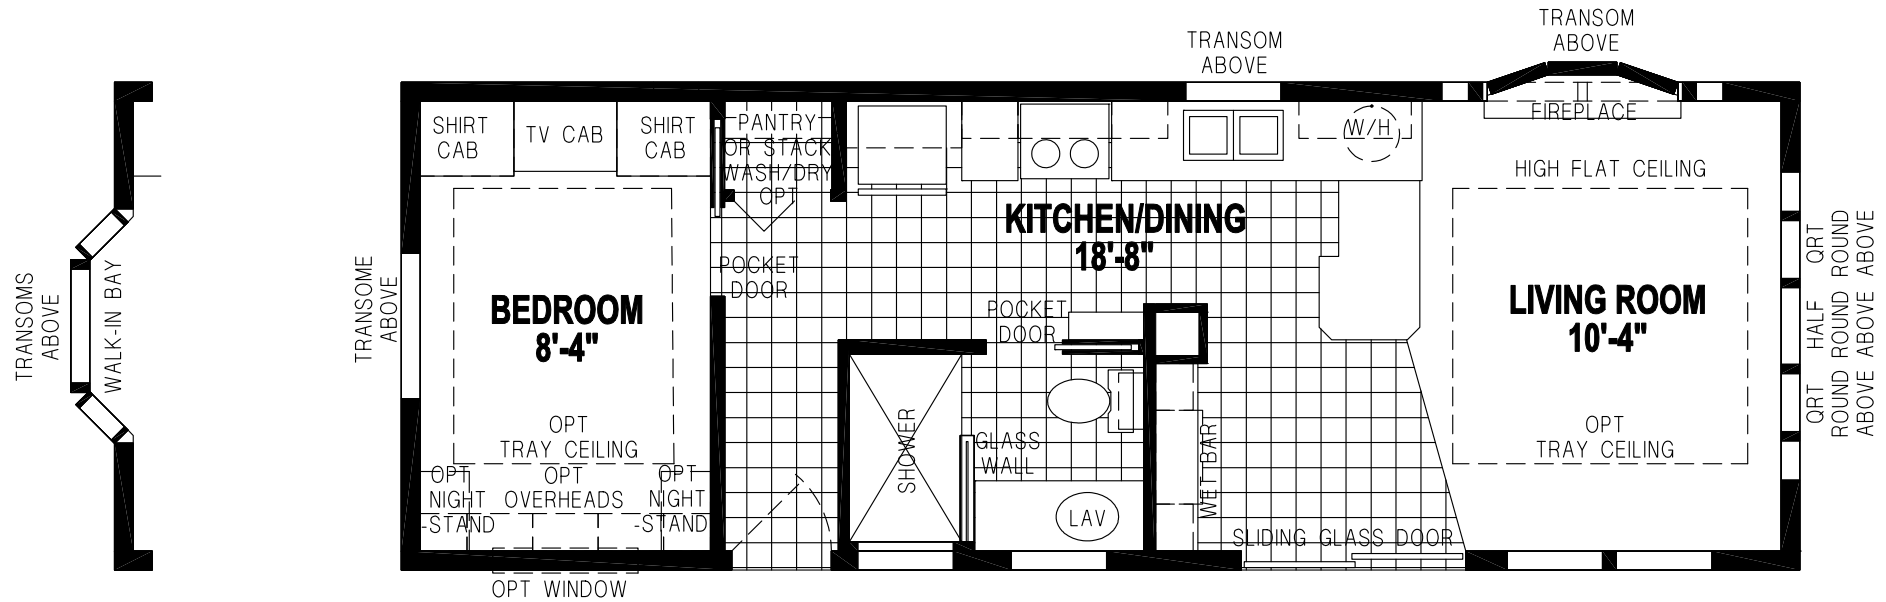 TRANSOM
ABOVE
TRANSOM
ABOVE
SHIRT
CAB
TV CAB
SHIRT
CAB
PANTRY
OR STACK
WASH/DRY
OPT
W/H
FIREPLACE
HIGH FLAT CEILING
KITCHEN/DINING
18'-8"
POCKET
DOOR
TRANSOMS
ABOVE
WALK-IN BAY
TRANSOME
ABOVE
BEDROOM
8'-4"
POCKET
DOOR
LIVING ROOM
10'-4"
QRT
ROUND
ABOVE
HALF
ROUND
ABOVE
QRT
ROUND
ABOVE
OPT
TRAY CEILING
OPT
NIGHT
-STAND
OPT
OVERHEADS
OPT
NIGHT
-STAND
SHOWER
GLASS
WALL
LAV
WET BAR
OPT
TRAY CEILING
SLIDING GLASS DOOR
OPT WINDOW